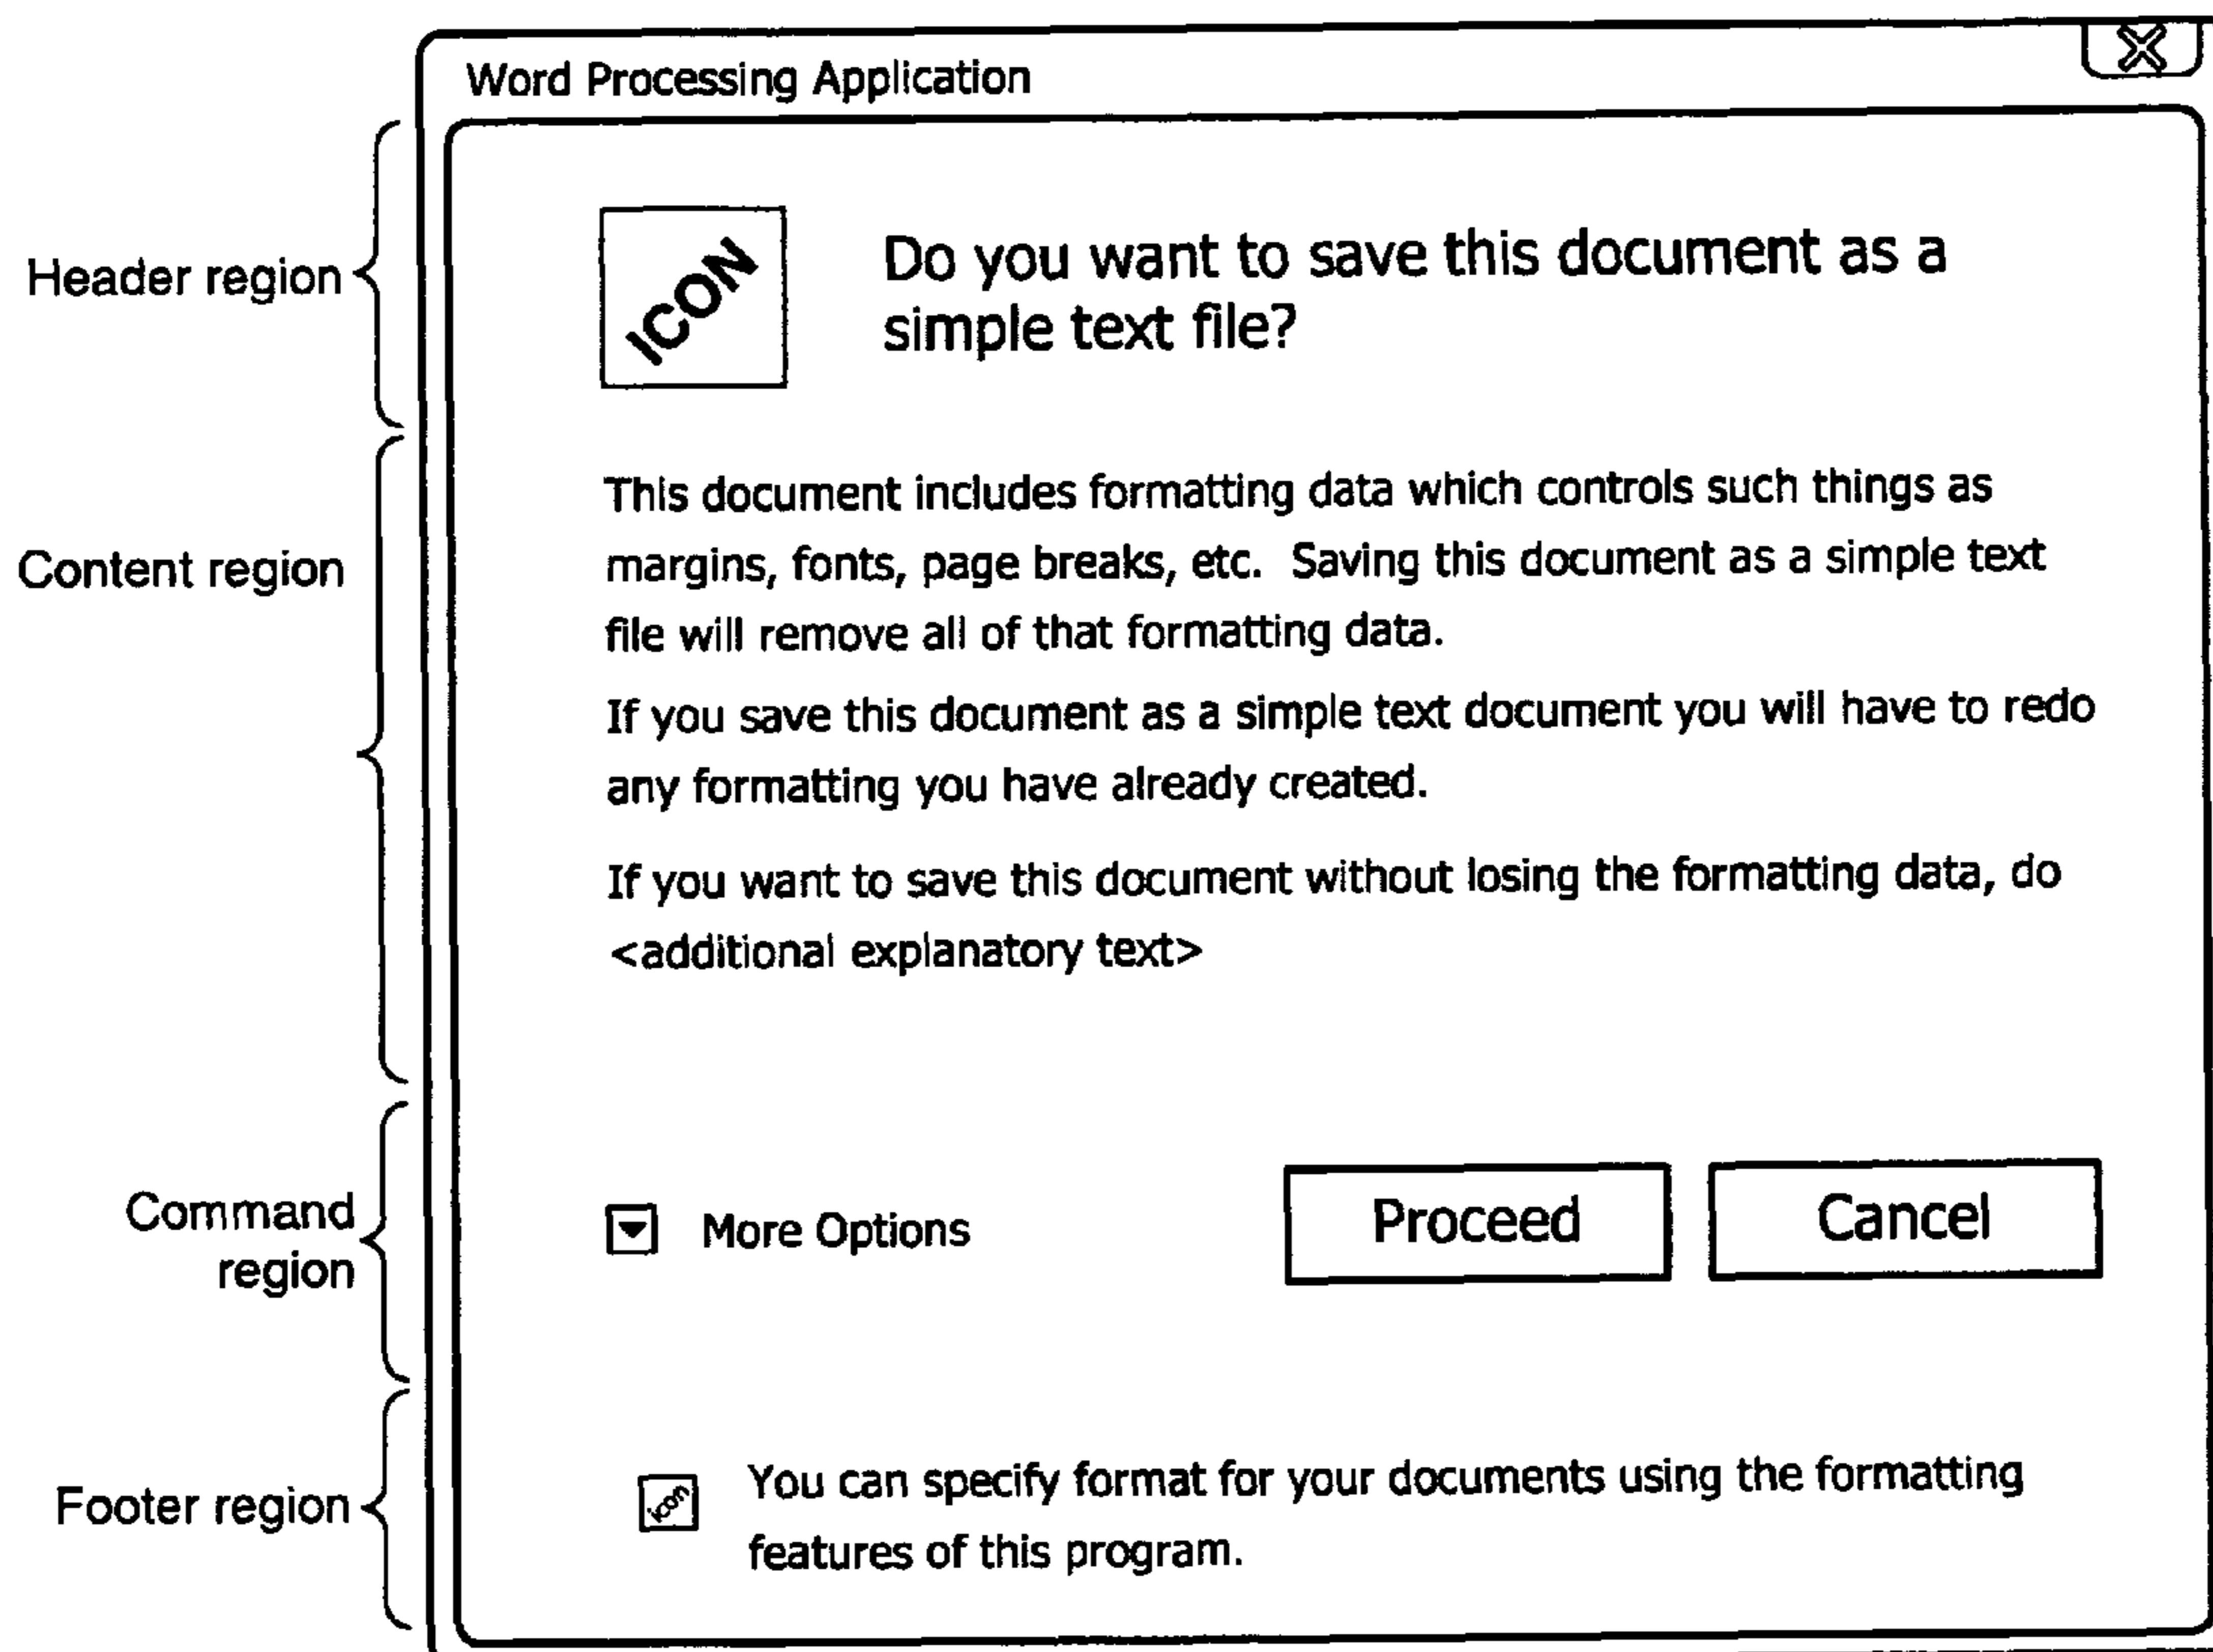 Word Processing Application
Header region
ICON
Do you want to save this document as a
simple text file?
Content region
This document includes formatting data which controls such things as
margins, fonts, page breaks, etc. Saving this document as a simple text
file will remove all of that formatting data.
If you save this document as a simple text document you will have to redo
any formatting you have already created.
If you want to save this document without losing the formatting data, do
<additional explanatory text>
Command
region
More Options
Proceed
Cancel
Footer region
icon
You can specify format for your documents using the formatting
features of this program.